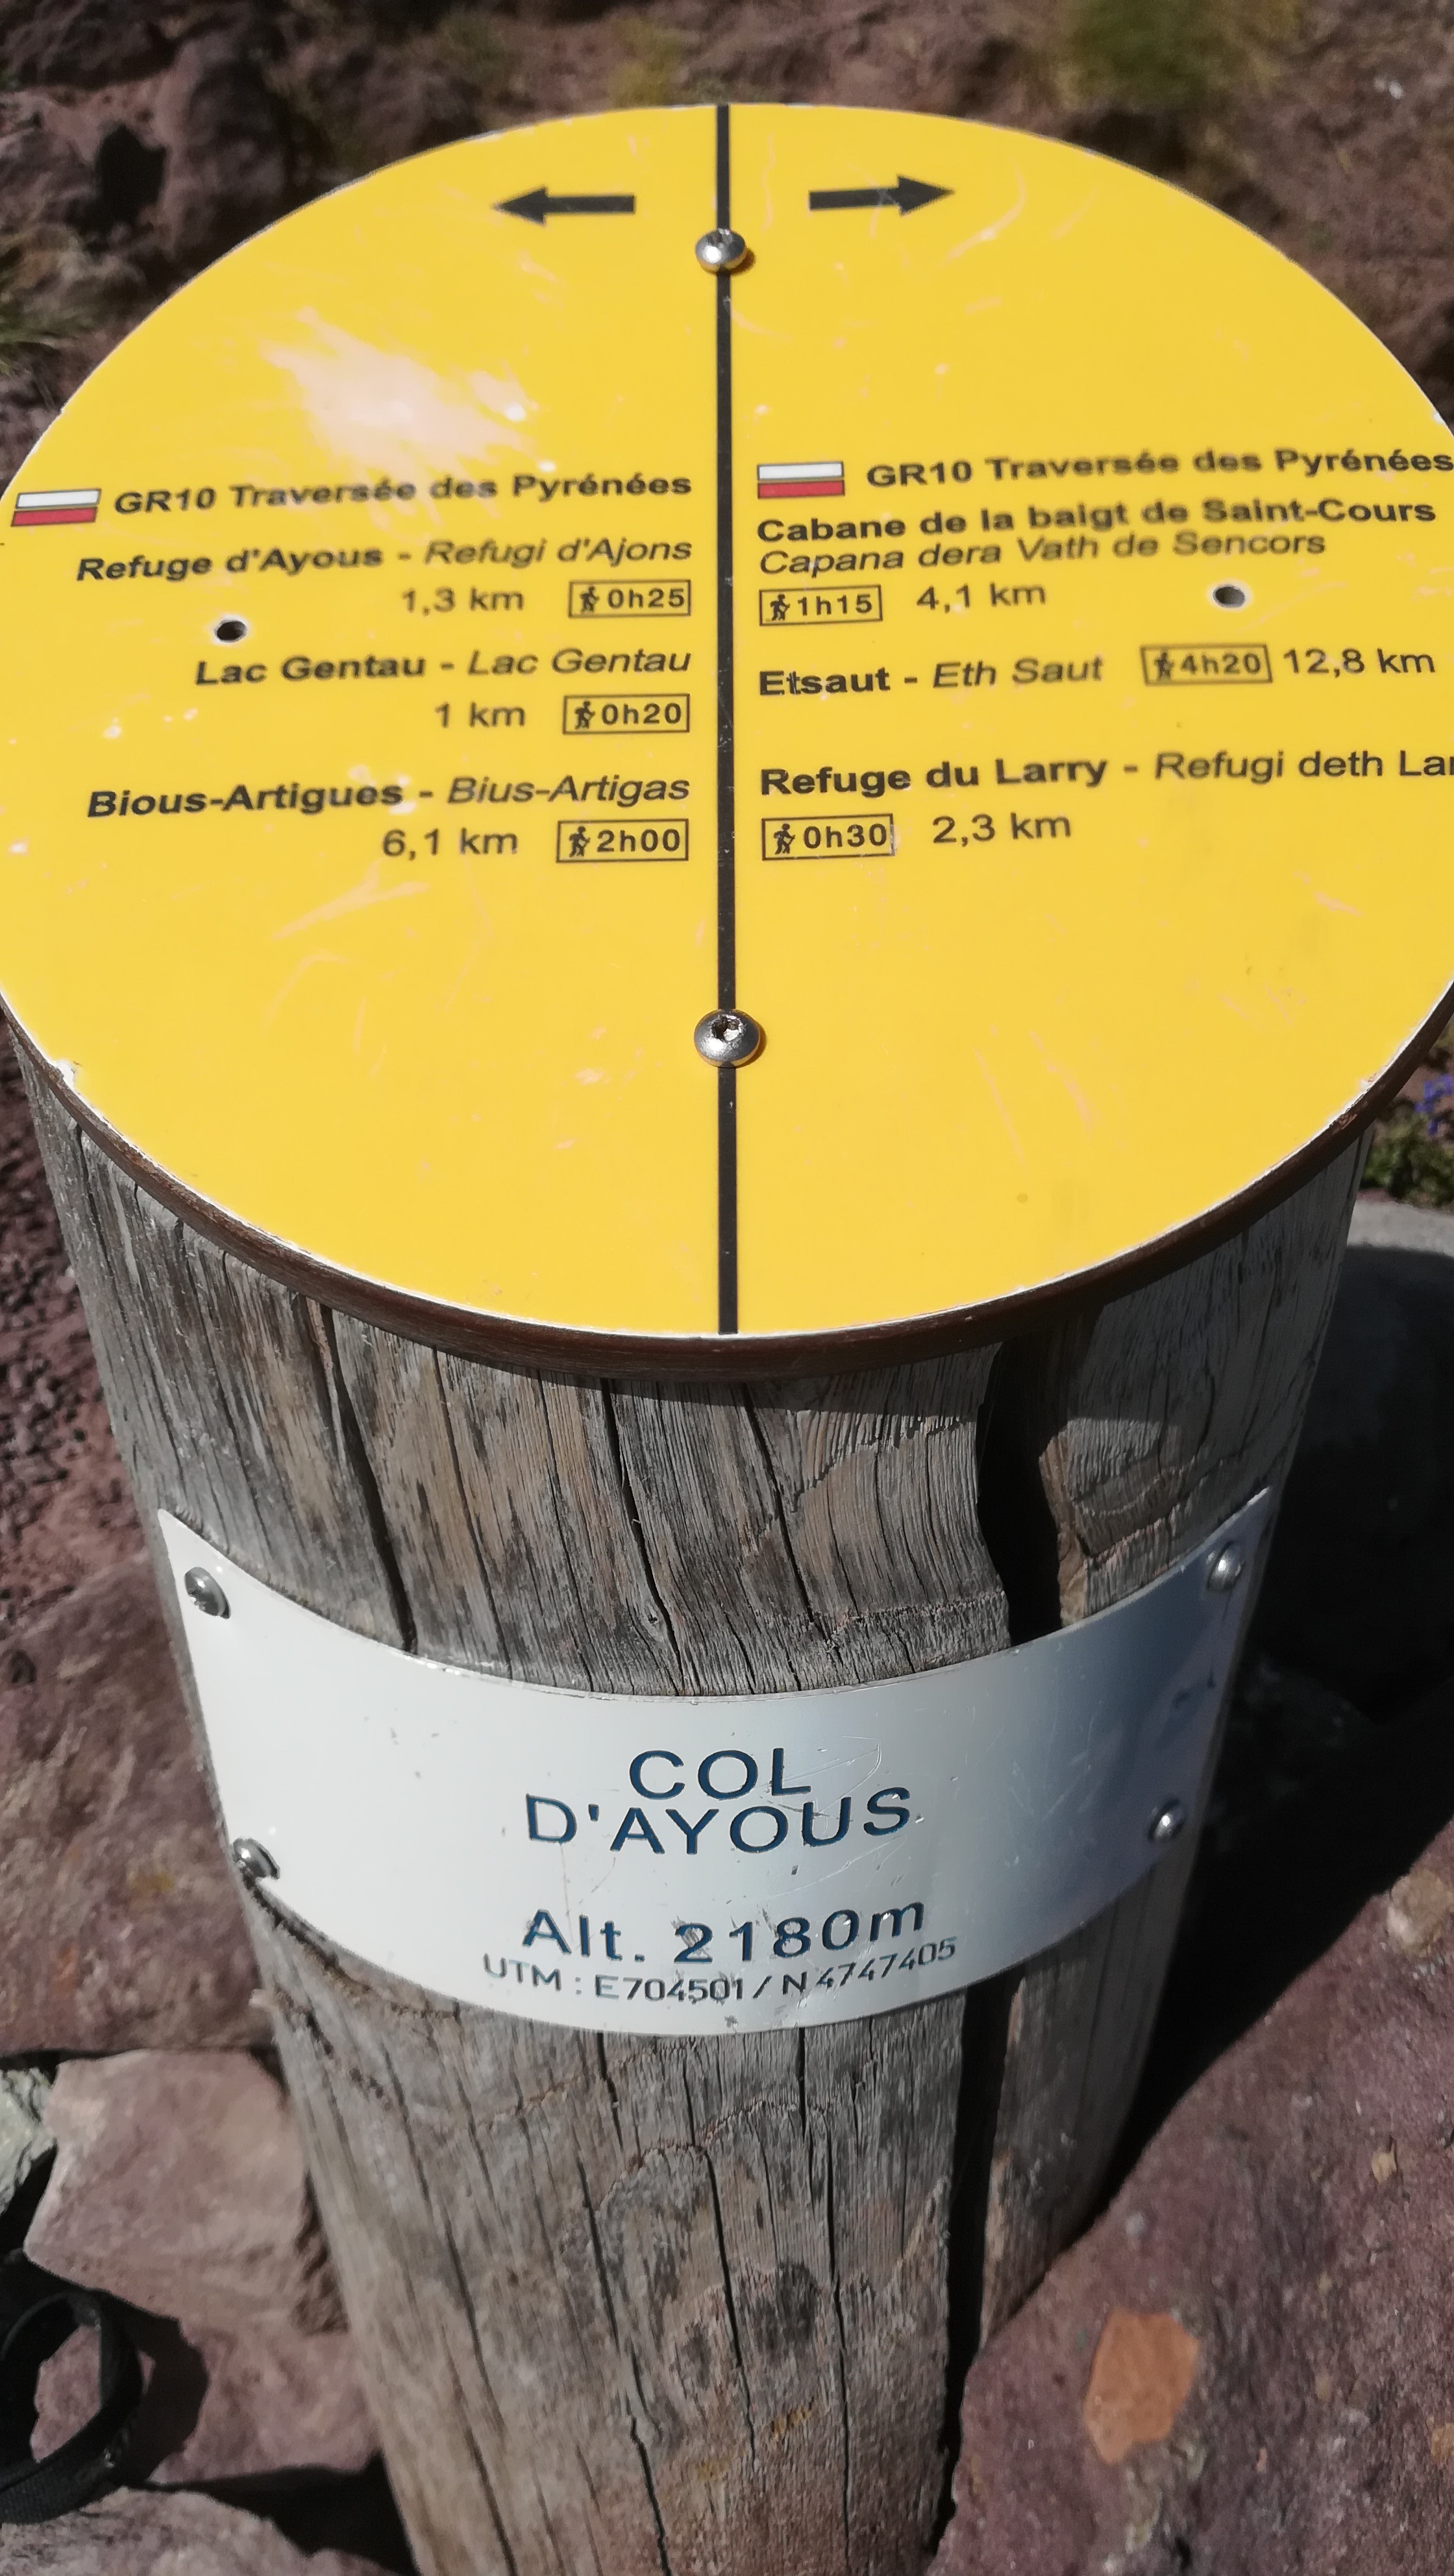 GR10 Traversée des Pyrénées
Refuge d'Ayous - Refugi d'Ajons
1,3 km 0h25
Lac Gentau - Lac Gentau
1 km 0h20
Bious-Artigues - Bius-Artigas
6,1 km 2h00
GR10 Traversée des Pyrénées
Cabane de la baigt de Saint-Cours
Capana dera Vath de Sencors
1h15 4,1 km
Etsaut - Eth Saut 4h20 12,8 km
Refuge du Larry - Refugi deth
0h30 2,3 km
COL
D'AYOUS
Alt. 2180m
UTM : E704501 / N 4747405